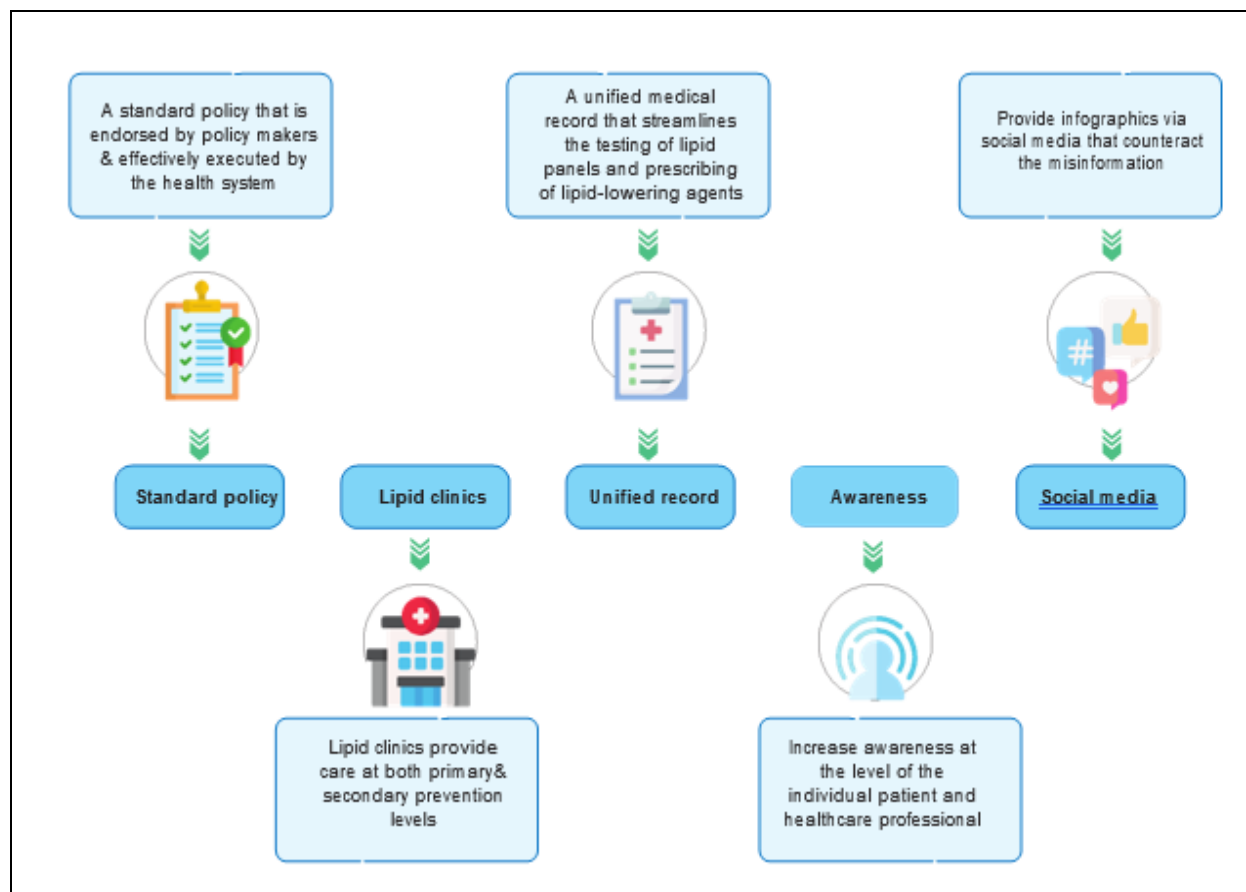 A standard policy that is
endorsed by policy makers
& effectively executed by
the health system
A unified medical
record that streamlines
the testing of lipid
panels and prescribing
of lipid-lowering agents
Provide infographics via
social media that counteract
the misinformation
#
Standard policy
Lipid clinics
Unified record
Awareness
Social media
Lipid clinics provide
care at both primary&
secondary prevention
levels
Increase awareness at
the level of the
individual patient and
healthcare professional